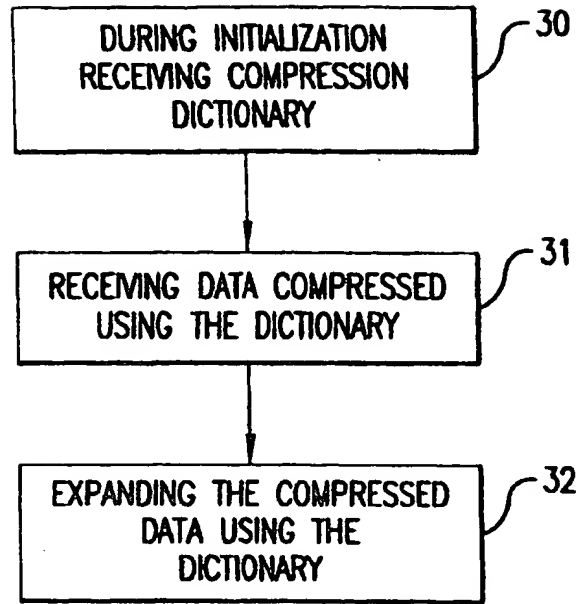 DURING INITIALIZATION
RECEIVING COMPRESSION
DICTIONARY
30
RECEIVING DATA COMPRESSED
USING THE DICTIONARY
31
EXPANDING THE COMPRESSED
DATA USING THE
DICTIONARY
32